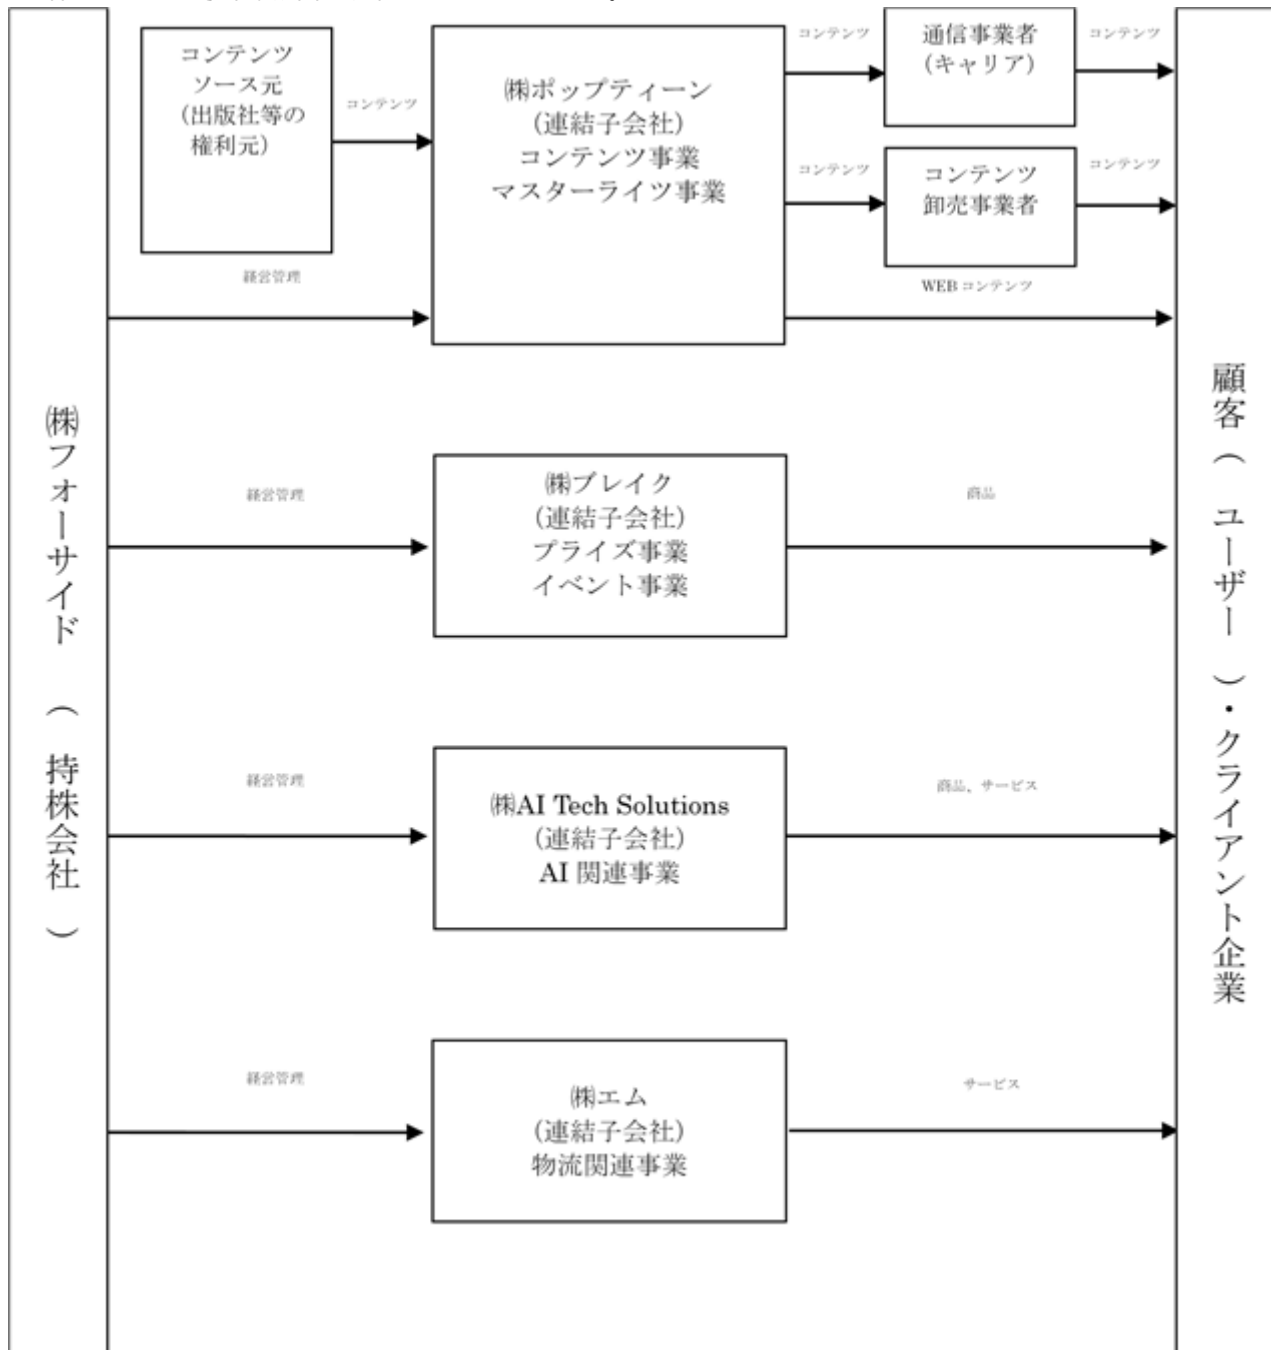 コンテンツ
ソース元
(出版社等の
権利元)
コンテンツ
㈱ポップティーン
(連結子会社)
コンテンツ事業
マスターライツ事業
コンテンツ
通信事業者
(キャリア)
コンテンツ
コンテンツ
コンテンツ
卸売事業者
コンテンツ
経営管理
WEB コンテンツ
㈱フォーサイド (持株会社)
顧客(ユーザー)・クライアント企業
経営管理
㈱ブレイク
(連結子会社)
プライズ事業
イベント事業
商品
経営管理
㈱AI Tech Solutions
(連結子会社)
AI 関連事業
商品、サービス
経営管理
㈱エム
(連結子会社)
物流関連事業
サービス